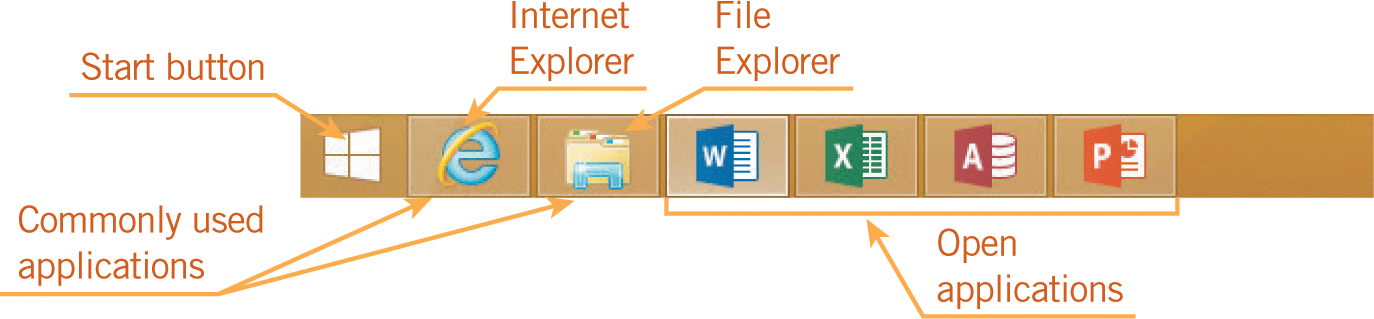 Internet
Explorer
File
Explorer
Start button
W
X
A
P
Commonly used
applications
Open
applications